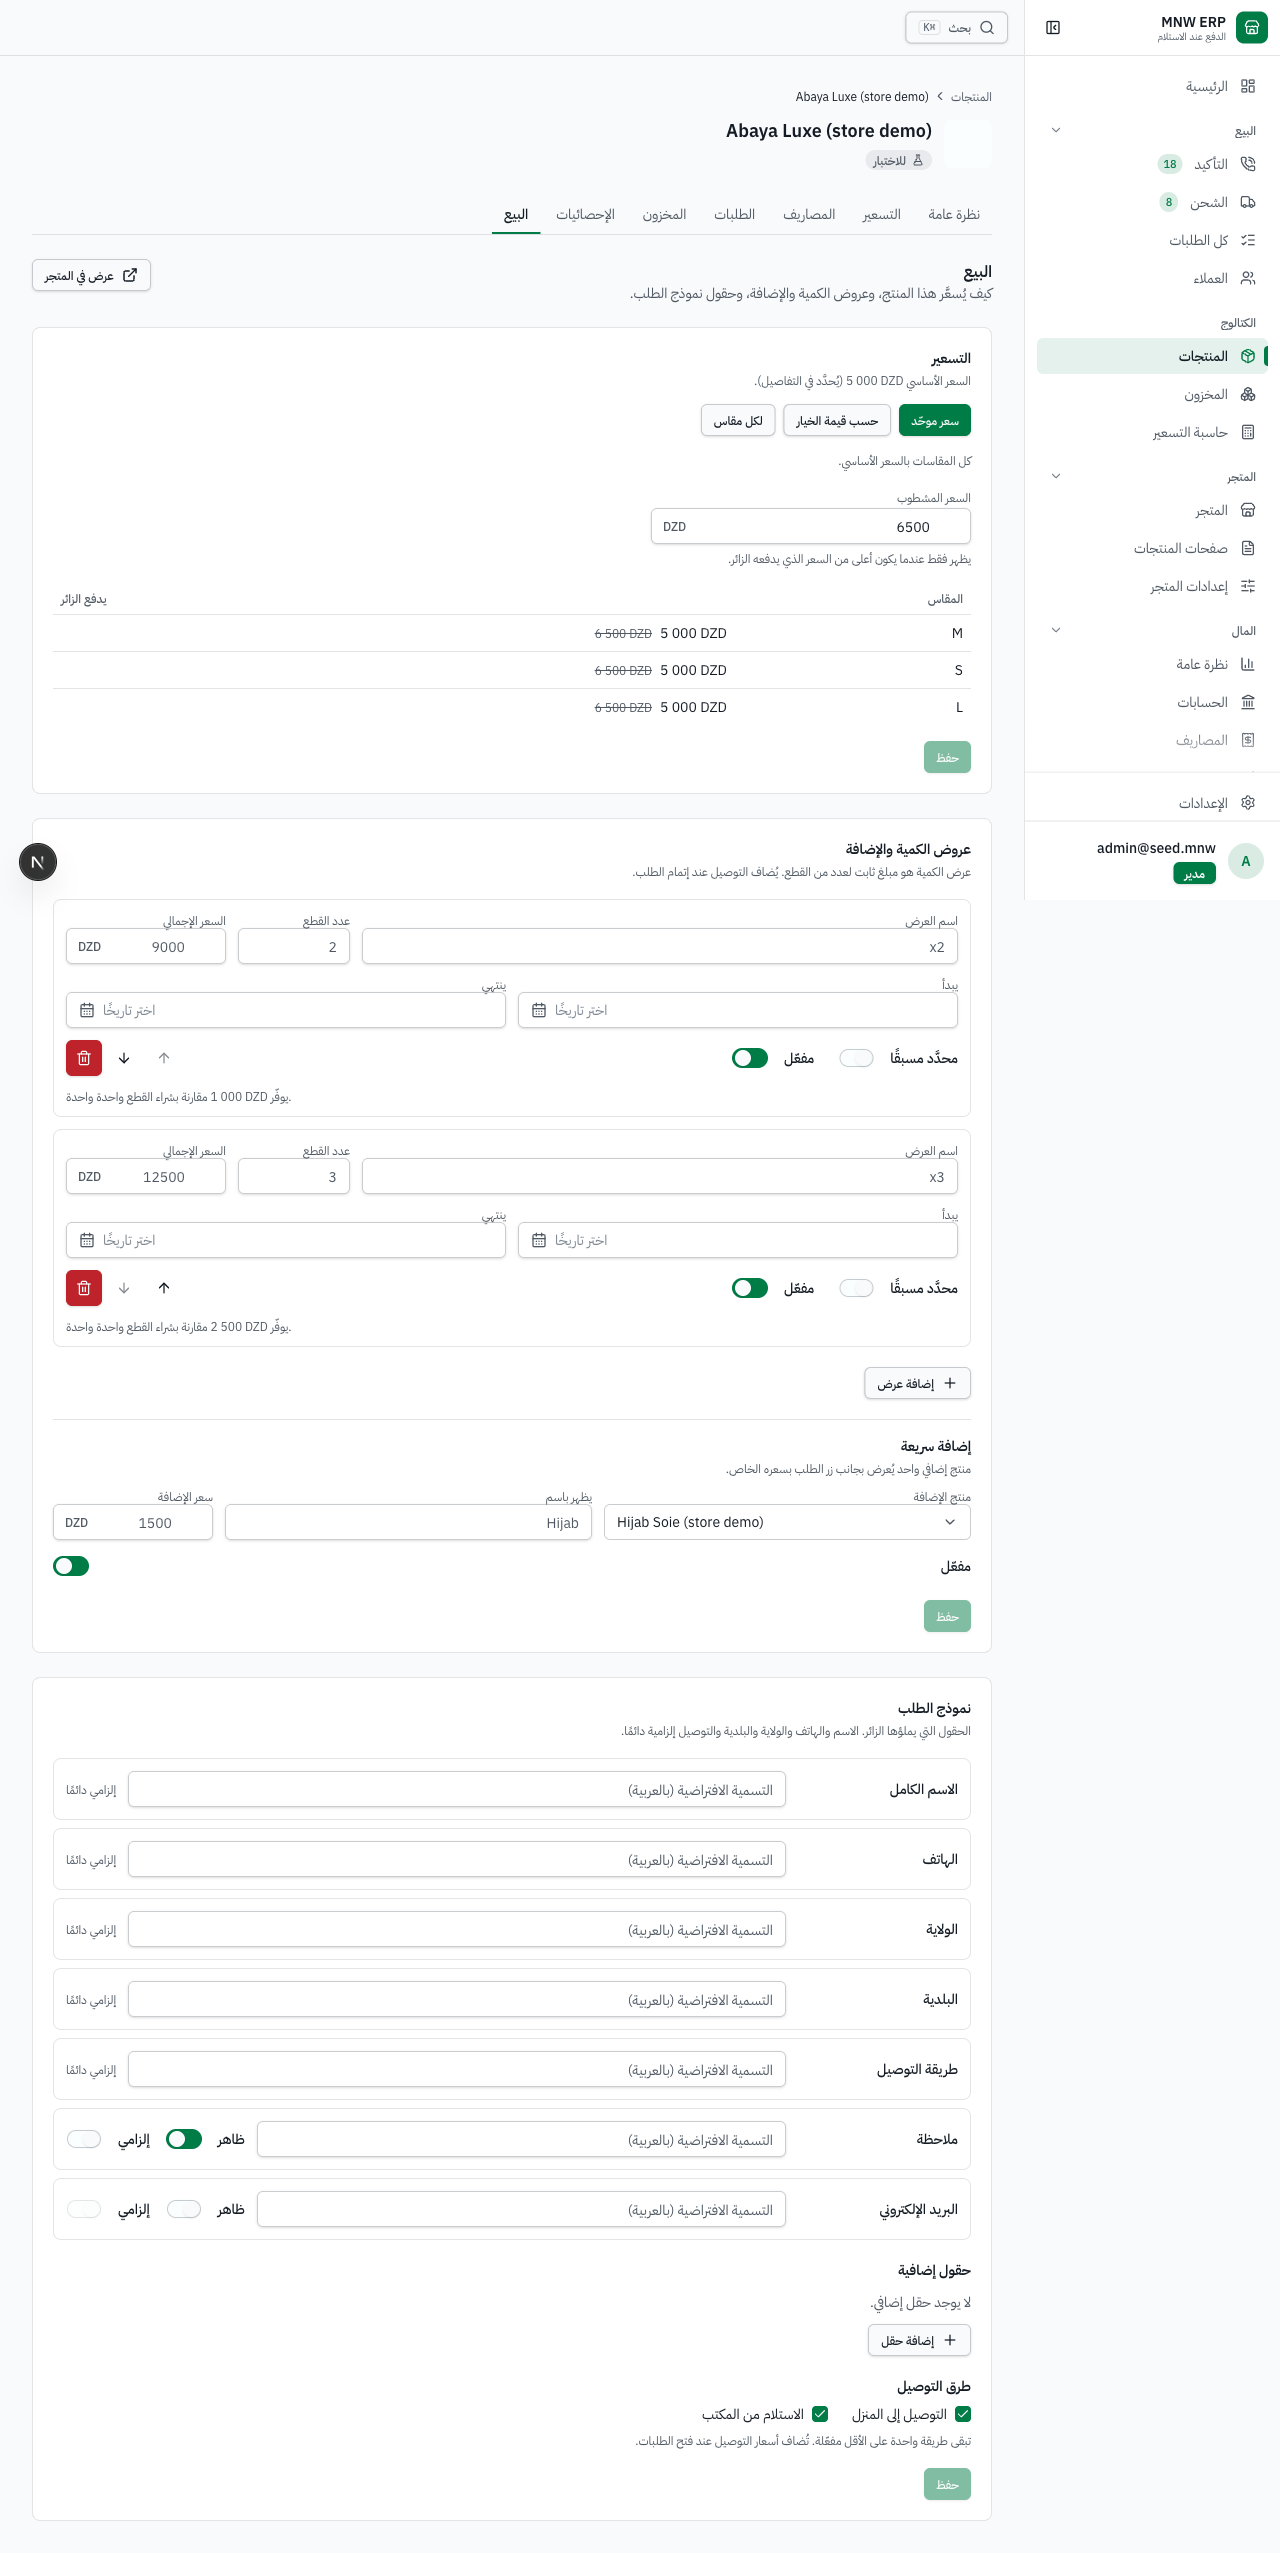 MNW ERP
الدفع عند الاستلام
بحث ⌘K
الرئيسية
البيع
التأكيد 18
الشحن 8
كل الطلبات
العملاء
الكتالوج
المنتجات
المخزون
حاسبة التسعير
المتجر
المتجر
صفحات المنتجات
إعدادات المتجر
المال
نظرة عامة
الحسابات
المصاريف
الإعدادات
A
admin@seed.mnw
مدير
المنتجات > Abaya Luxe (store demo)
Abaya Luxe (store demo)
للاختبار
نظرة عامة التسعير المصاريف الطلبات المخزون الإحصائيات البيع
البيع
عرض في المتجر
كيف يُسعَّر هذا المنتج، وعروض الكمية والإضافة، وحقول نموذج الطلب.
التسعير
السعر الأساسي 5 000 DZD (يُحدَّد في التفاصيل).
سعر موحّد حسب قيمة الخيار لكل مقاس
كل المقاسات بالسعر الأساسي.
السعر المشطوب
6500 DZD
يظهر فقط عندما يكون أعلى من السعر الذي يدفعه الزائر.
المقاس يدفع الزائر
M 5 000 DZD 6 500 DZD
S 5 000 DZD 6 500 DZD
L 5 000 DZD 6 500 DZD
حفظ
عروض الكمية والإضافة
عرض الكمية هو مبلغ ثابت لعدد من القطع. يُضاف التوصيل عند إتمام الطلب.
اسم العرض عدد القطع السعر الإجمالي
x2 2 9000 DZD
يبدأ ينتهي
اختر تاريخًا اختر تاريخًا
محدَّد مسبقًا مفعّل
يوفّر 1 000 DZD مقارنة بشراء القطع واحدة واحدة.
اسم العرض عدد القطع السعر الإجمالي
x3 3 12500 DZD
يبدأ ينتهي
اختر تاريخًا اختر تاريخًا
محدَّد مسبقًا مفعّل
يوفّر 2 500 DZD مقارنة بشراء القطع واحدة واحدة.
إضافة عرض
إضافة سريعة
منتج إضافي واحد يُعرض بجانب زر الطلب بسعره الخاص.
منتج الإضافة يظهر باسم سعر الإضافة
Hijab Soie (store demo) Hijab 1500 DZD
مفعّل
حفظ
نموذج الطلب
الحقول التي يملؤها الزائر. الاسم والهاتف والولاية والبلدية والتوصيل إلزامية دائمًا.
الاسم الكامل التسمية الافتراضية (بالعربية) إلزامي دائمًا
الهاتف التسمية الافتراضية (بالعربية) إلزامي دائمًا
الولاية التسمية الافتراضية (بالعربية) إلزامي دائمًا
البلدية التسمية الافتراضية (بالعربية) إلزامي دائمًا
طريقة التوصيل التسمية الافتراضية (بالعربية) إلزامي دائمًا
ملاحظة التسمية الافتراضية (بالعربية) ظاهر إلزامي
البريد الإلكتروني التسمية الافتراضية (بالعربية) ظاهر إلزامي
حقول إضافية
لا يوجد حقل إضافي.
إضافة حقل
طرق التوصيل
التوصيل إلى المنزل الاستلام من المكتب
تبقى طريقة واحدة على الأقل مفعّلة. تُضاف أسعار التوصيل عند فتح الطلبات.
حفظ
N